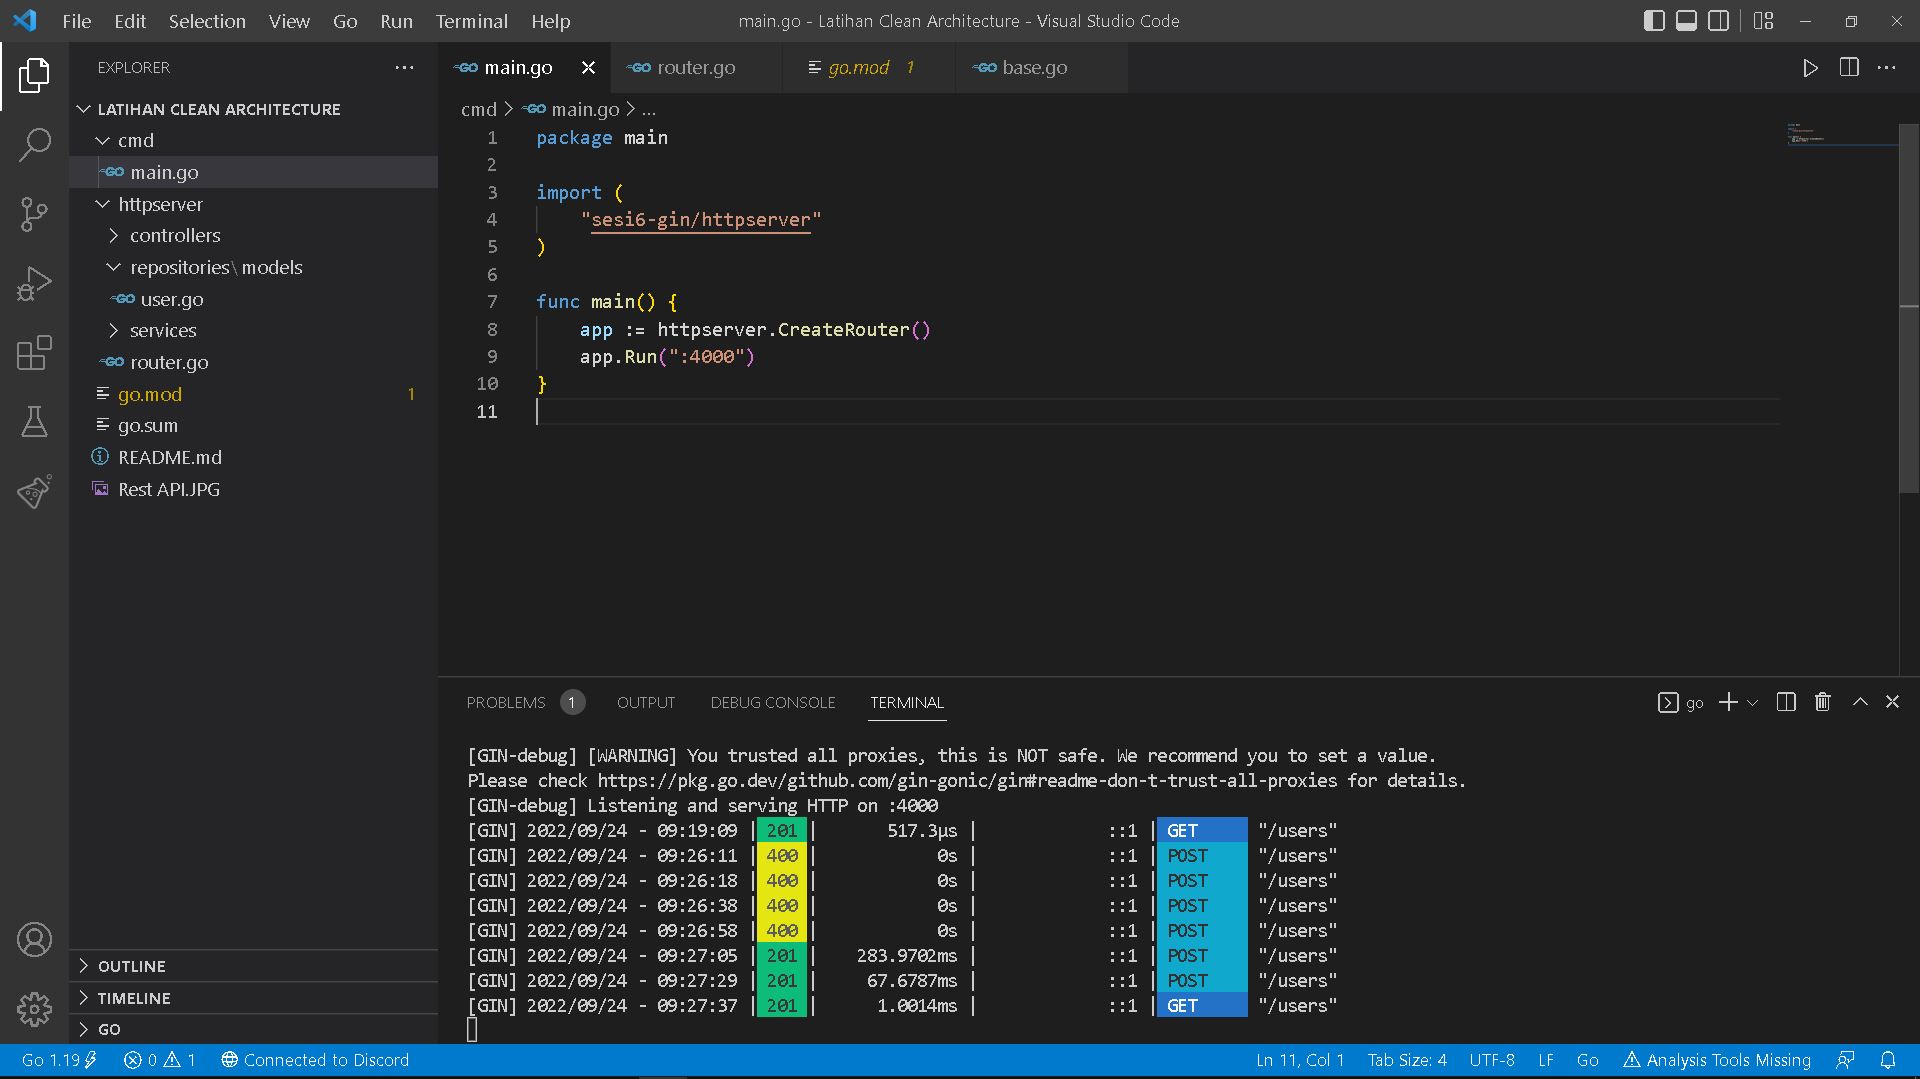 File Edit Selection View Go Run Terminal Help
main.go - Latihan Clean Architecture - Visual Studio Code
EXPLORER
LATIHAN CLEAN ARCHITECTURE
cmd
main.go
httpserver
controllers
repositories\models
user.go
services
router.go
go.mod 1
go.sum
README.md
Rest API.JPG
OUTLINE
TIMELINE
GO
main.go router.go go.mod 1 base.go
cmd > main.go > ...
1 package main
2
3 import (
4 "sesi6-gin/httpserver"
5 )
6
7 func main() {
8 app := httpserver.CreateRouter()
9 app.Run(":4000")
10 }
11
PROBLEMS 1 OUTPUT DEBUG CONSOLE TERMINAL
go
[GIN-debug] [WARNING] You trusted all proxies, this is NOT safe. We recommend you to set a value.
Please check https://pkg.go.dev/github.com/gin-gonic/gin#readme-don-t-trust-all-proxies for details.
[GIN-debug] Listening and serving HTTP on :4000
[GIN] 2022/09/24 - 09:19:09 | 201 | 517.3µs | ::1 | GET "/users"
[GIN] 2022/09/24 - 09:26:11 | 400 | 0s | ::1 | POST "/users"
[GIN] 2022/09/24 - 09:26:18 | 400 | 0s | ::1 | POST "/users"
[GIN] 2022/09/24 - 09:26:38 | 400 | 0s | ::1 | POST "/users"
[GIN] 2022/09/24 - 09:26:58 | 400 | 0s | ::1 | POST "/users"
[GIN] 2022/09/24 - 09:27:05 | 201 | 283.9702ms | ::1 | POST "/users"
[GIN] 2022/09/24 - 09:27:29 | 201 | 67.6787ms | ::1 | POST "/users"
[GIN] 2022/09/24 - 09:27:37 | 201 | 1.0014ms | ::1 | GET "/users"
Go 1.19 0 1 Connected to Discord Ln 11, Col 1 Tab Size: 4 UTF-8 LF Go Analysis Tools Missing